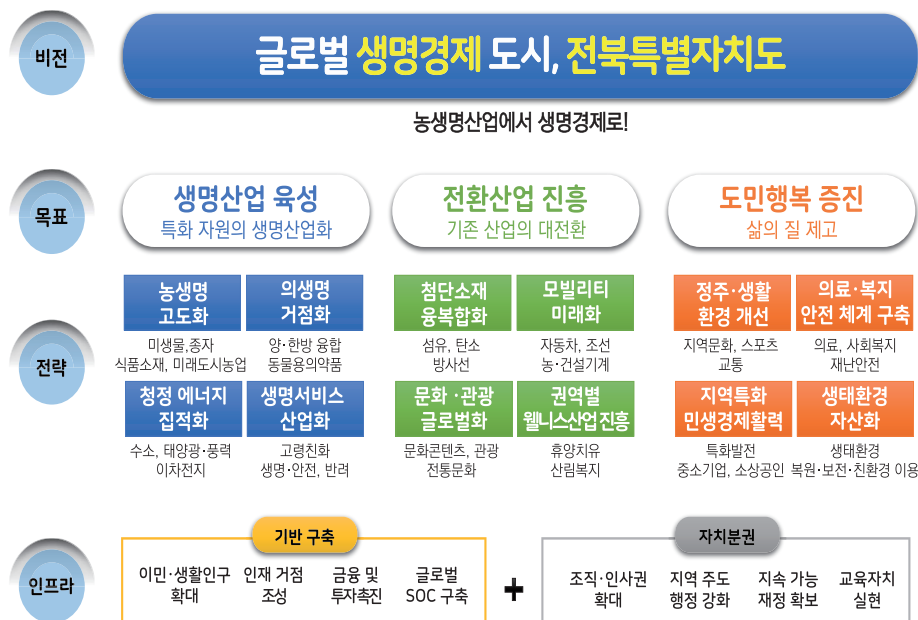 비전
글로벌 생명경제 도시, 전북특별자치도
농생명산업에서 생명경제로!
목표
생명산업 육성
특화 자원의 생명산업화
전환산업 진흥
기존 산업의 대전환
도민행복 증진
삶의 질 제고
전략
농생명
고도화
미생물,종자
식품소재, 미래도시농업
의생명
거점화
양·한방 융합
동물용의약품
첨단소재
융복합화
섬유, 탄소
방사선
모빌리티
미래화
자동차, 조선
농·건설기계
정주·생활
환경 개선
지역문화, 스포츠
교통
의료·복지
안전 체계 구축
의료, 사회복지
재난안전
청정 에너지
집적화
수소, 태양광·풍력
이차전지
생명서비스
산업화
고령친화
생명·안전, 반려
문화 ·관광
글로벌화
문화콘텐츠, 관광
전통문화
권역별
웰니스산업 진흥
휴양치유
산림복지
지역특화
민생경제활력
특화발전
중소기업, 소상공인
생태환경
자산화
생태환경
복원·보전·친환경 이용
인프라
기반 구축
이민·생활인구
확대
인재 거점
조성
금융 및
투자촉진
글로벌
SOC 구축
+
자치분권
조직·인사권
확대
지역 주도
행정 강화
지속 가능
재정 확보
교육자치
실현